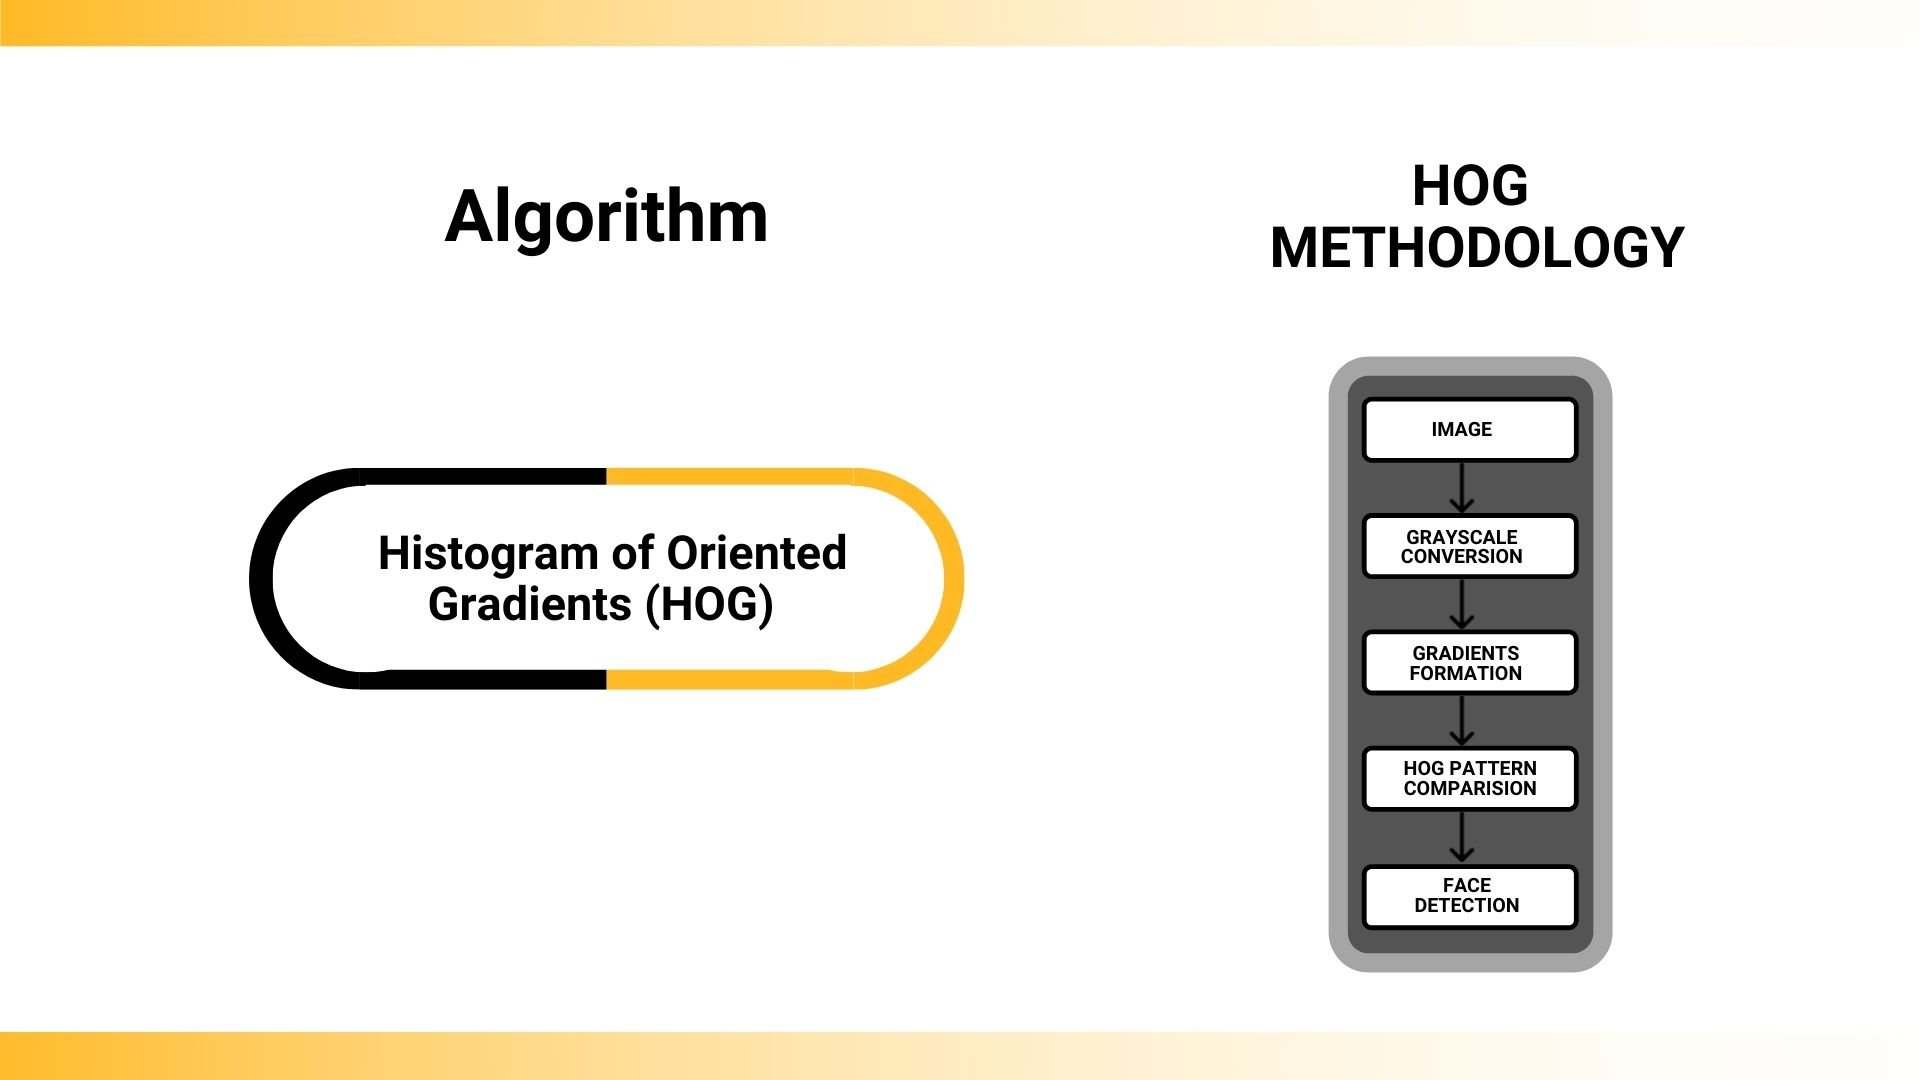 Algorithm
Histogram of Oriented
Gradients (HOG)
HOG
METHODOLOGY
IMAGE
GRAYSCALE
CONVERSION
GRADIENTS
FORMATION
HOG PATTERN
COMPARISION
FACE
DETECTION